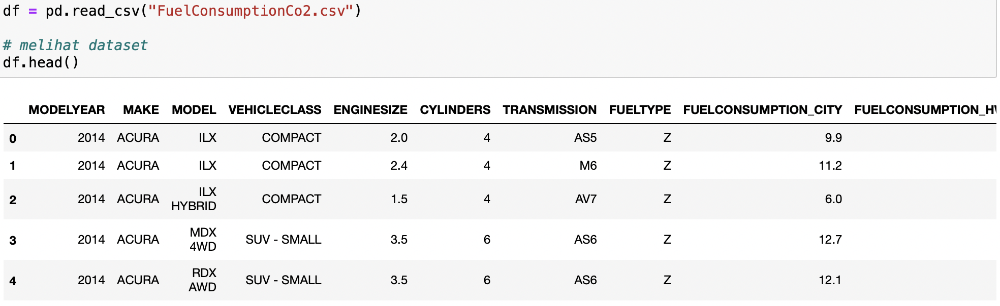 df = pd.read_csv("FuelConsumptionCo2.csv")
# melihat dataset
df.head()
MODELYEAR MAKE MODEL VEHICLECLASS ENGINESIZE CYLINDERS TRANSMISSION FUELTYPE FUELCONSUMPTION_CITY
0 2014 ACURA ILX COMPACT 2.0 4 AS5 Z 9.9
1 2014 ACURA ILX COMPACT 2.4 4 M6 Z 11.2
2 2014 ACURA ILX HYBRID COMPACT 1.5 4 AV7 Z 6.0
3 2014 ACURA MDX 4WD SUV - SMALL 3.5 6 AS6 Z 12.7
4 2014 ACURA RDX AWD SUV - SMALL 3.5 6 AS6 Z 12.1